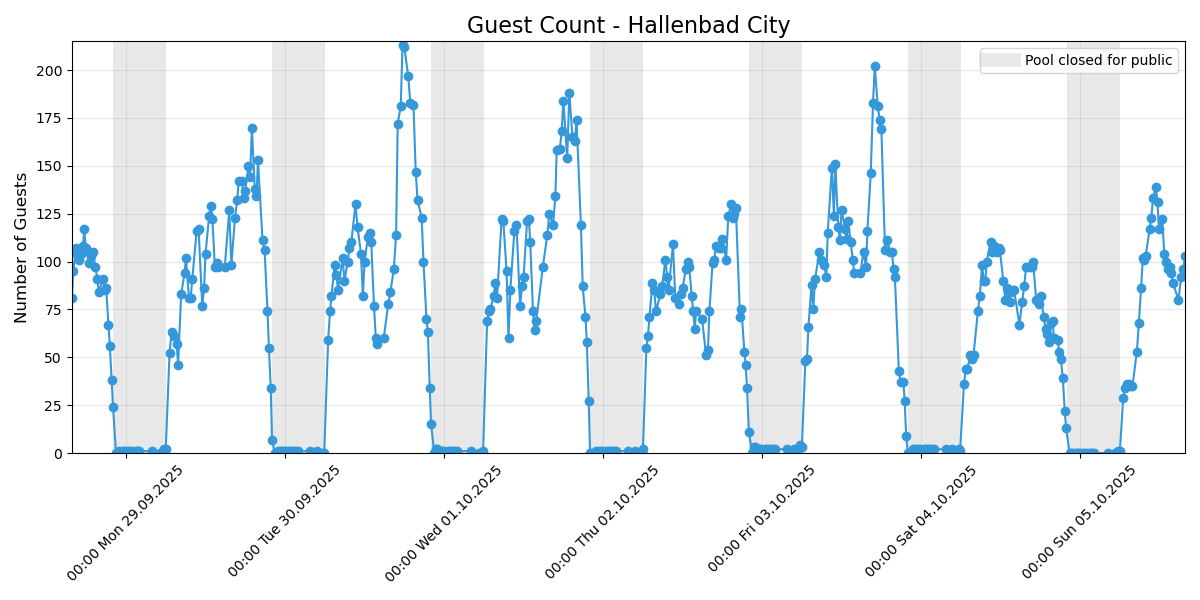 Guest Count - Hallenbad City
Pool closed for public
Number of Guests
200
175
150
125
100
75
50
25
0
00:00 Mon 29.09.2025
00:00 Tue 30.09.2025
00:00 Wed 01.10.2025
00:00 Thu 02.10.2025
00:00 Fri 03.10.2025
00:00 Sat 04.10.2025
00:00 Sun 05.10.2025